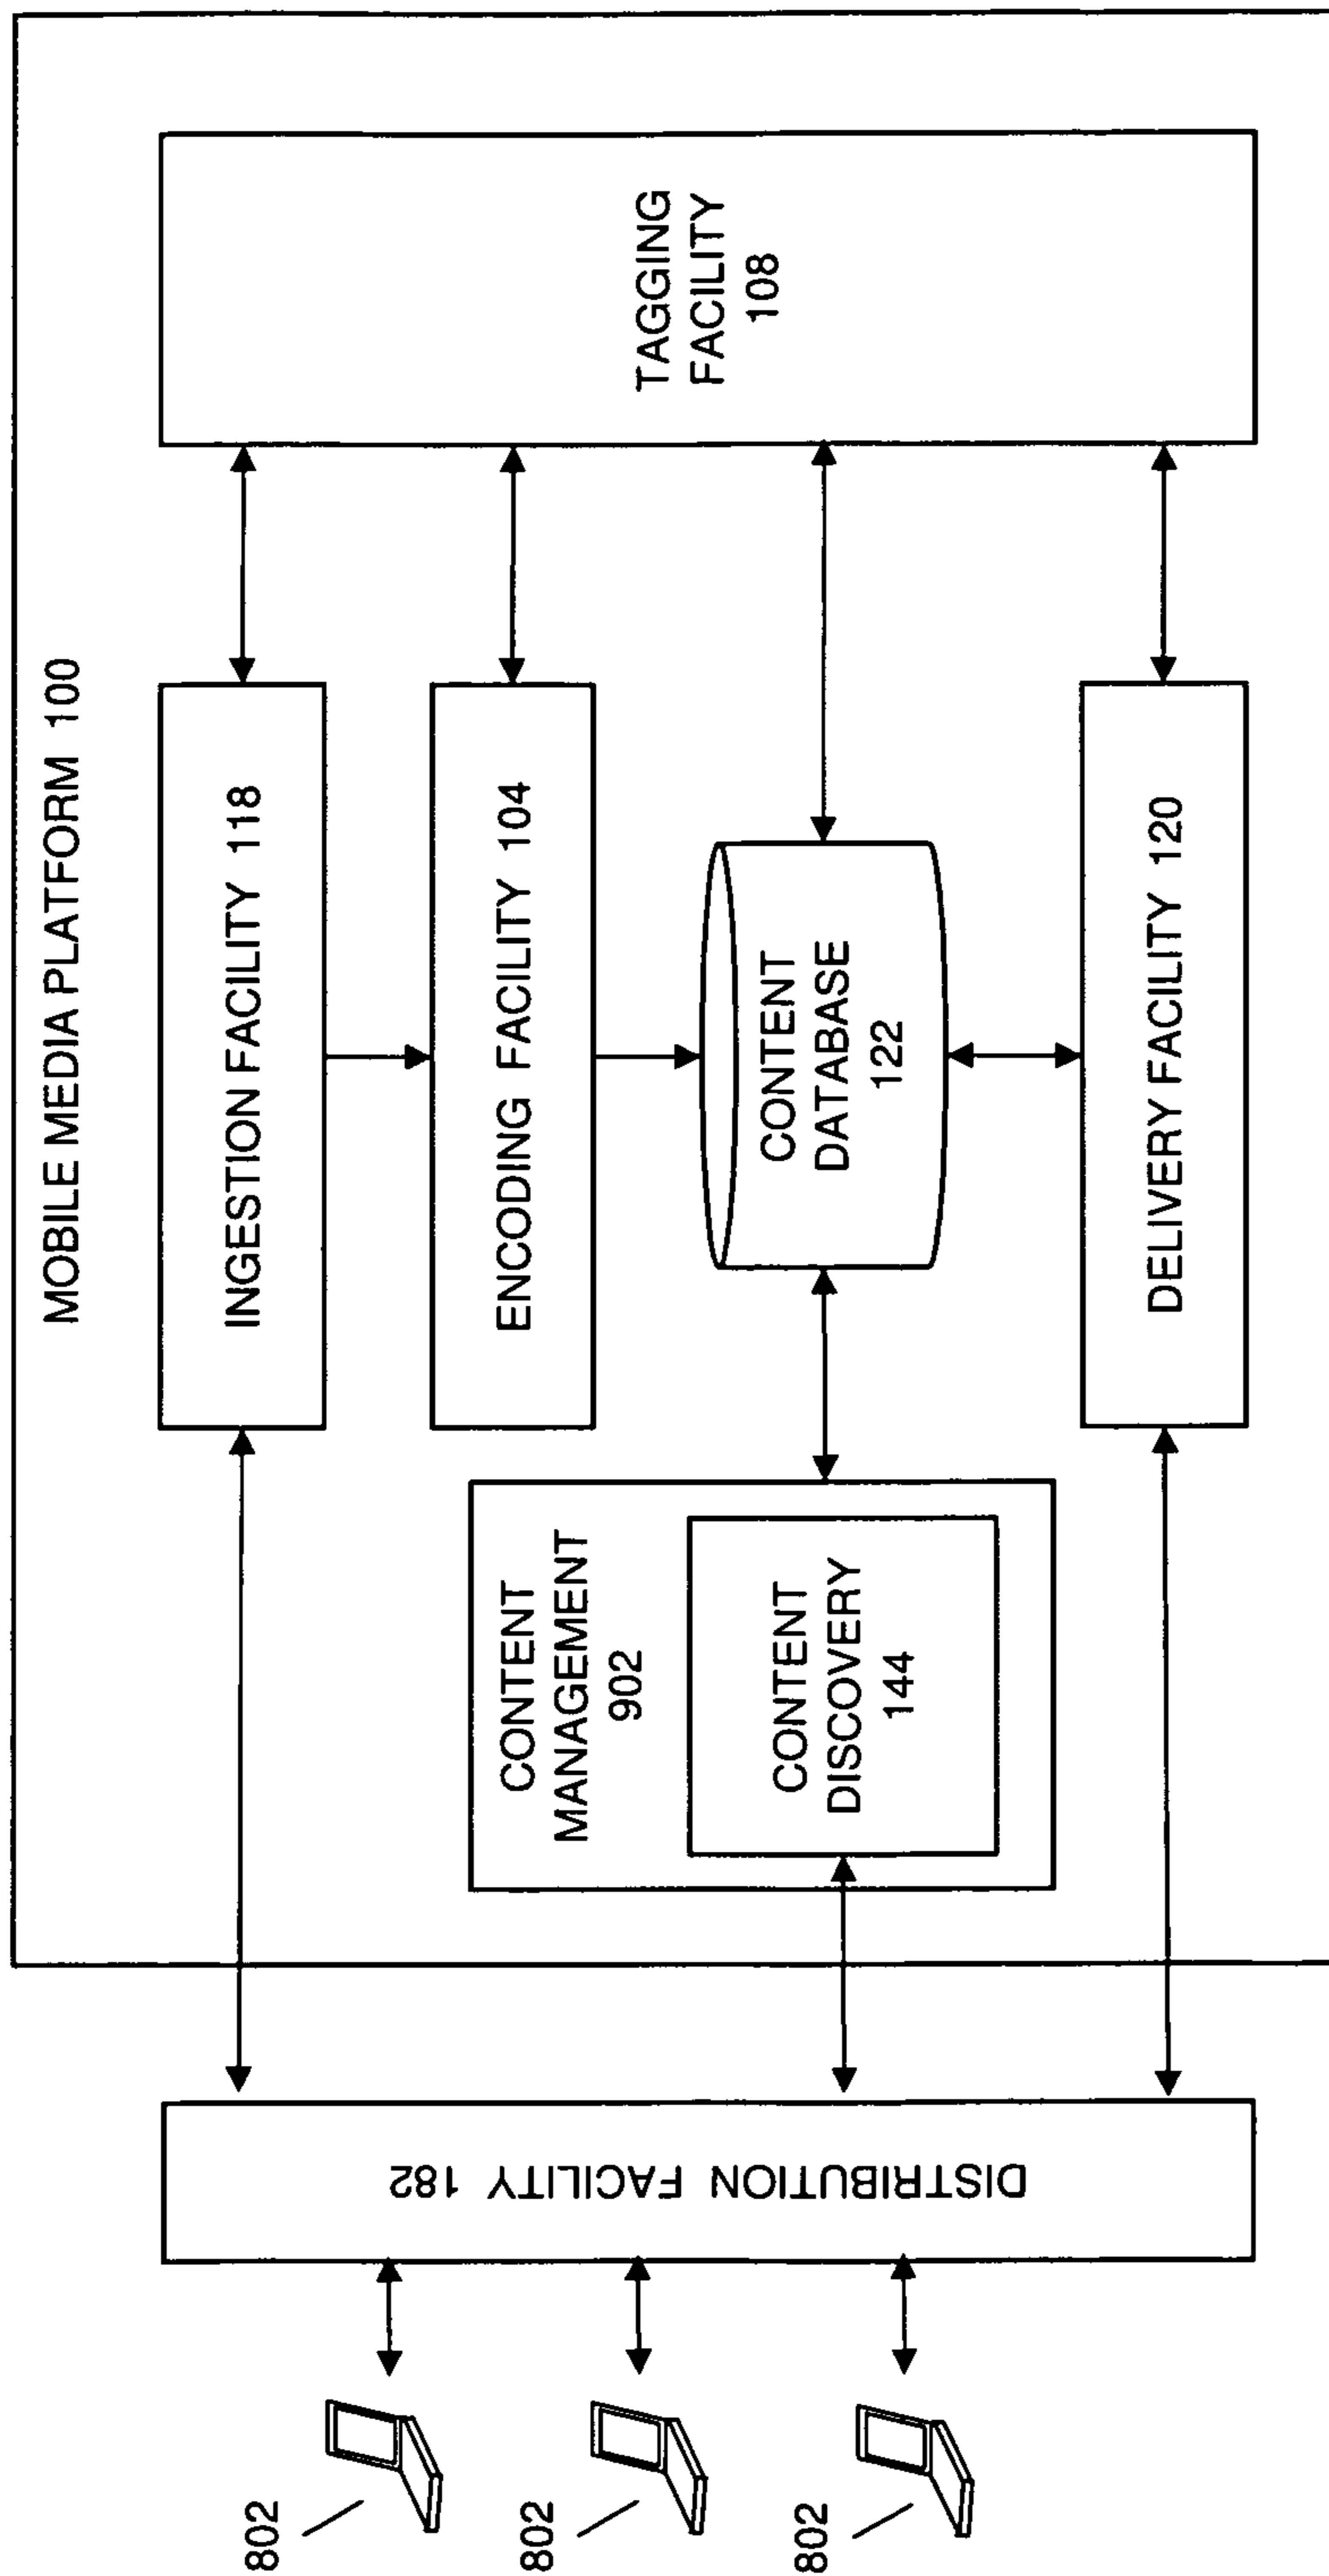 MOBILE MEDIA PLATFORM 100
INGESTION FACILITY 118
ENCODING FACILITY 104
CONTENT
DATABASE
122
DELIVERY FACILITY 120
TAGGING
FACILITY
108
CONTENT
MANAGEMENT
902
CONTENT
DISCOVERY
144
DISTRIBUTION FACILITY 182
802
802
802